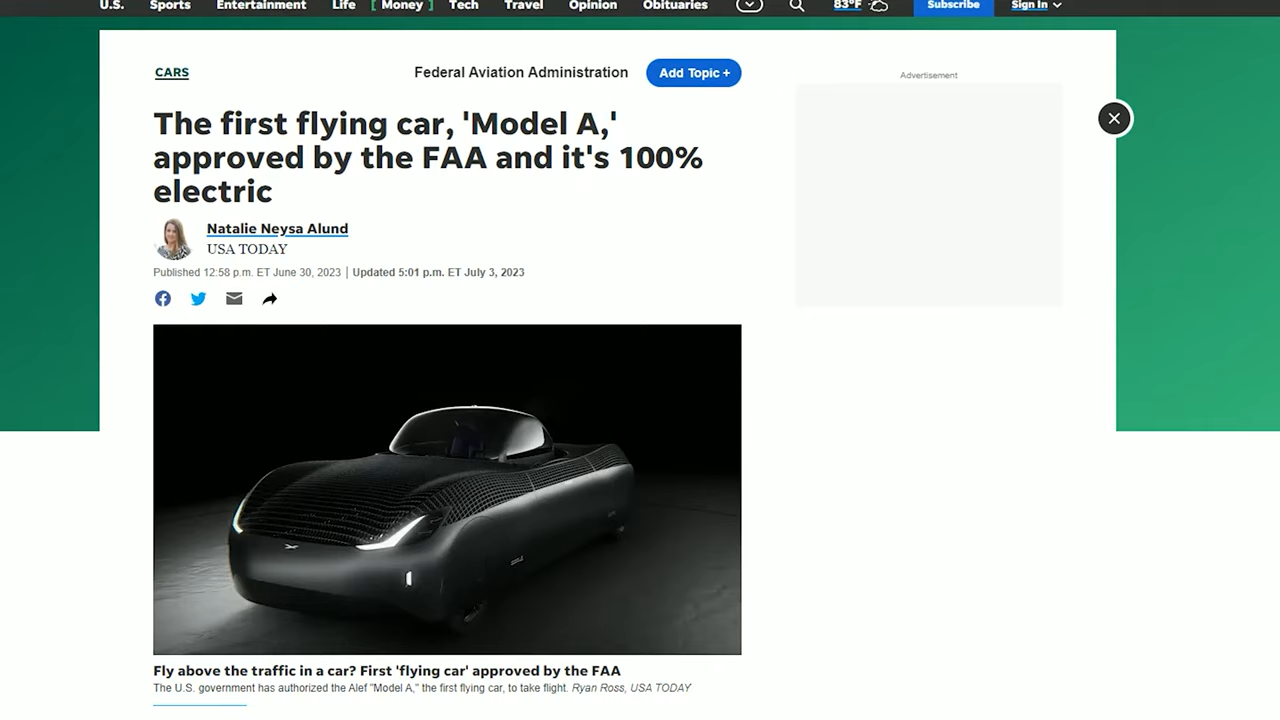 U.S. Sports Entertainment Life [ Money ] Tech Travel Opinion Obituaries 83°F Subscribe Sign In
CARS
Federal Aviation Administration Add Topic +
The first flying car, 'Model A,'
approved by the FAA and it's 100%
electric
Natalie Neysa Alund
USA TODAY
Published 12:58 p.m. ET June 30, 2023 | Updated 5:01 p.m. ET July 3, 2023
Advertisement
Fly above the traffic in a car? First 'flying car' approved by the FAA
The U.S. government has authorized the Alef "Model A," the first flying car, to take flight. Ryan Ross, USA TODAY